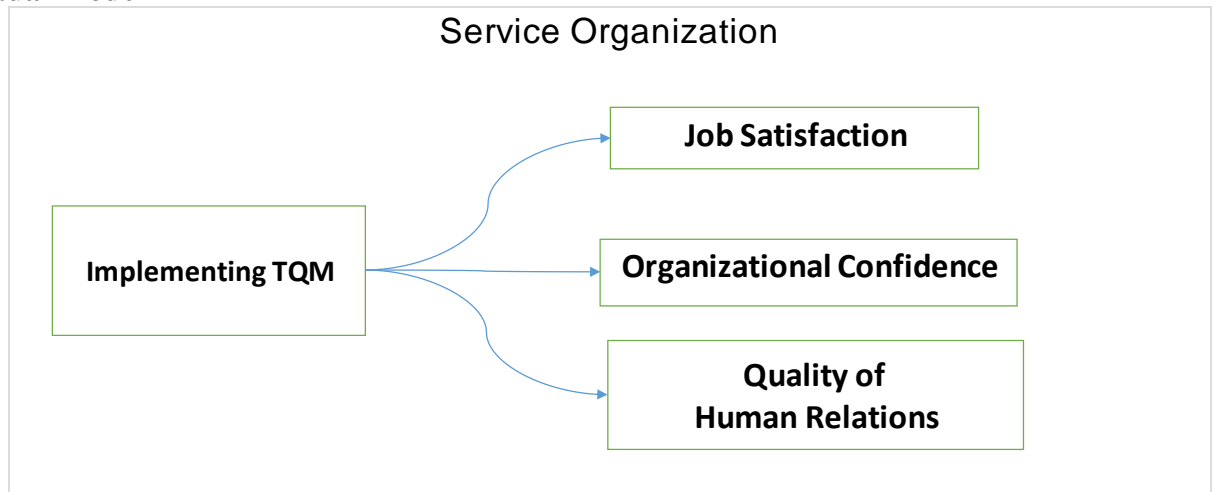 Service Organization
Job Satisfaction
Implementing TQM
Organizational Confidence
Quality of
Human Relations